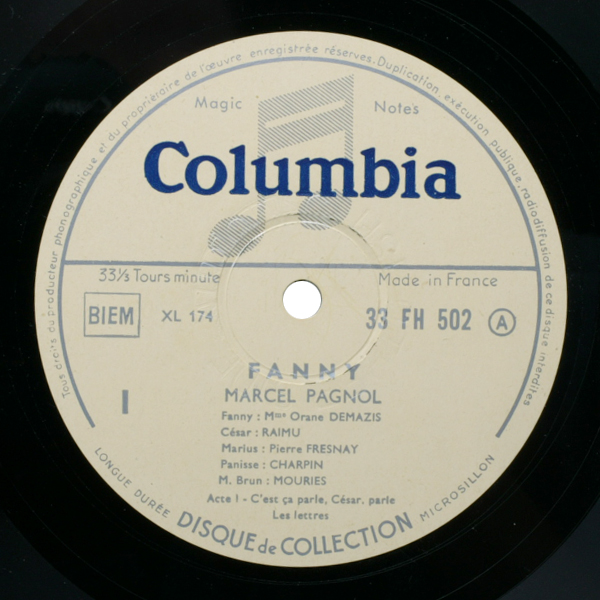 Tous droits du producteur phonographique et du propriétaire de l'œuvre enregistrée réservés. Duplication, exécution publique, radiodiffusion de ce disque interdites
Magic Notes
Columbia
33⅓ Tours minute
Made in France
BIEM
XL 174
33 FH 502 A
FANNY
I
MARCEL PAGNOL
Fanny : Mme Orane DEMAZIS
César : RAIMU
Marius : Pierre FRESNAY
Panisse : CHARPIN
M. Brun : MOURIES
Acte I - C'est ça parle, César. parle
Les lettres
LONGUE DURÉE DISQUE de COLLECTION MICROSILLON